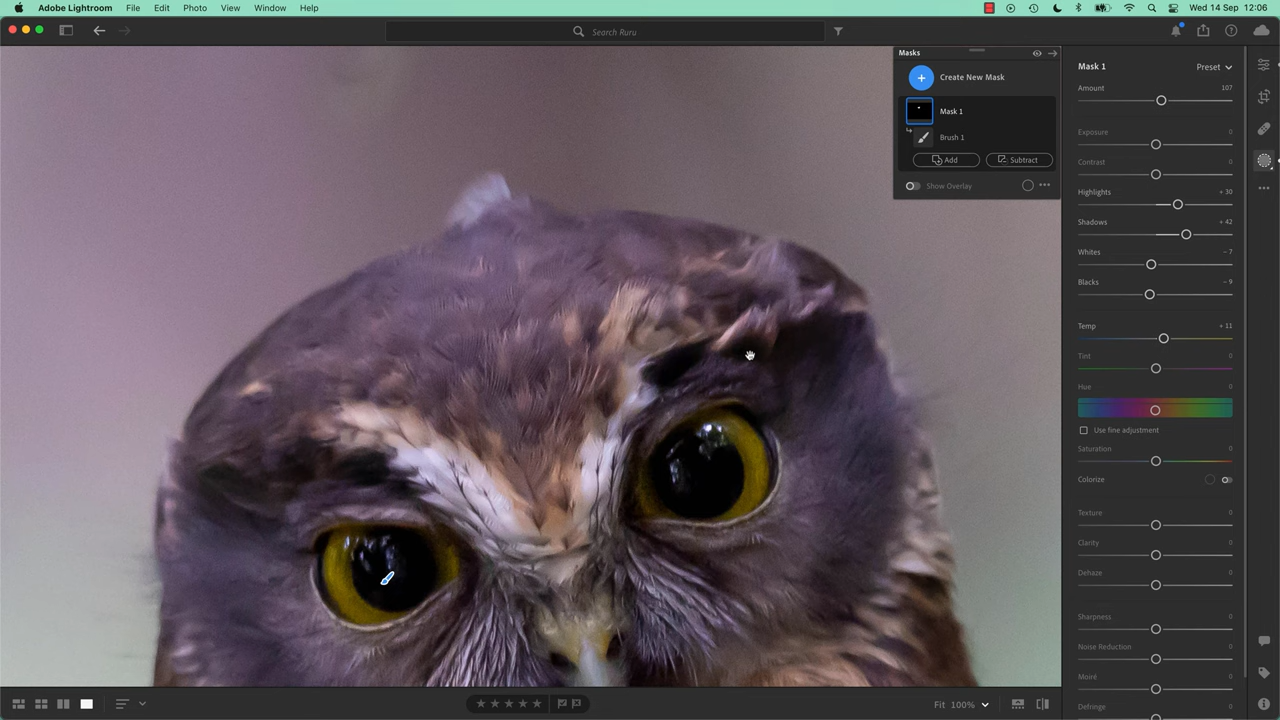 Adobe Lightroom File Edit Photo View Window Help Wed 14 Sep 12:06
Search Ruru
Masks
Create New Mask
Mask 1
Brush 1
Add Subtract
Show Overlay
Mask 1 Preset
Amount 107
Exposure 0
Contrast 0
Highlights + 30
Shadows + 42
Whites – 7
Blacks – 9
Temp + 11
Tint 0
Hue 0
Use fine adjustment
Saturation 0
Colorize
Texture 0
Clarity 0
Dehaze 0
Sharpness 0
Noise Reduction 0
Moiré 0
Defringe 0
Fit 100%